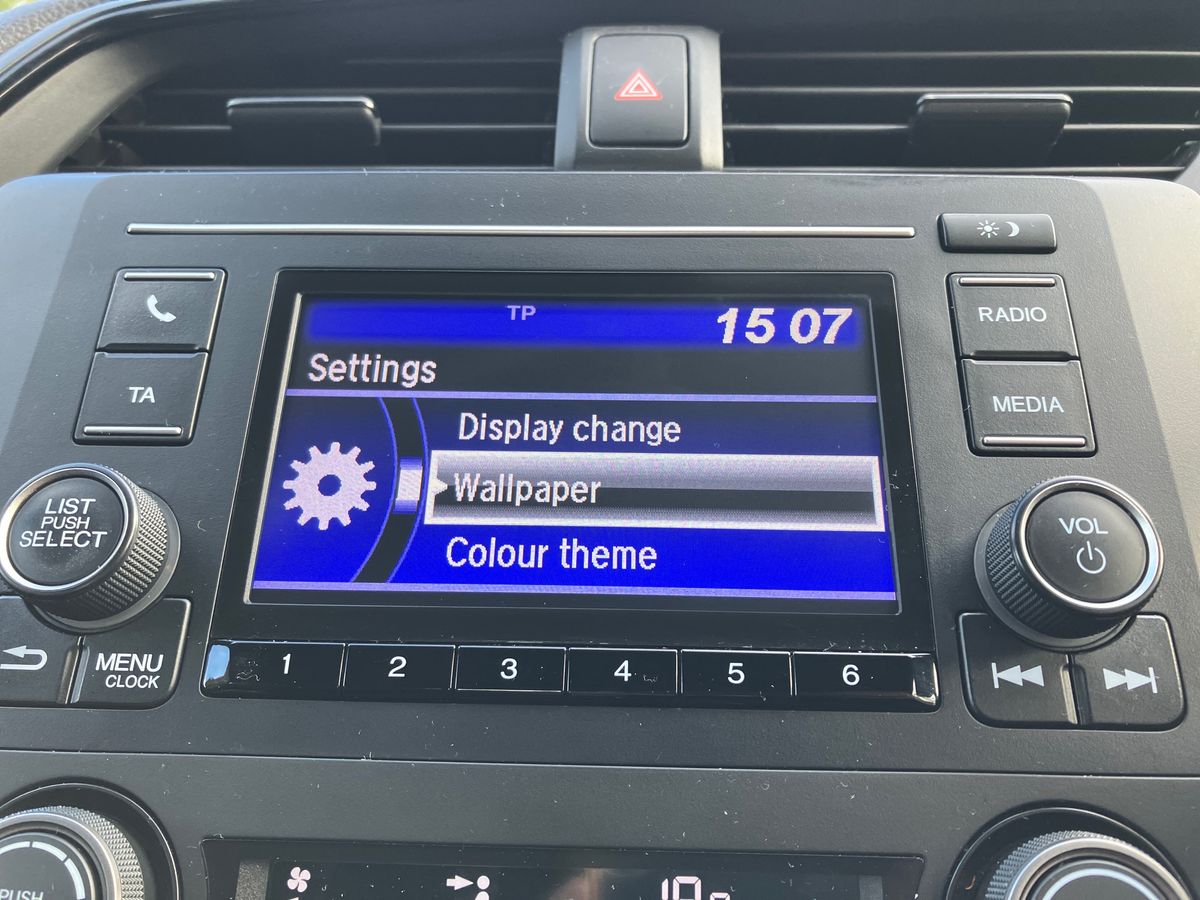 TP
15 07
Settings
Display change
Wallpaper
Colour theme
TA
RADIO
MEDIA
LIST
PUSH
SELECT
VOL
MENU
CLOCK
1 2 3 4 5 6
PUSH